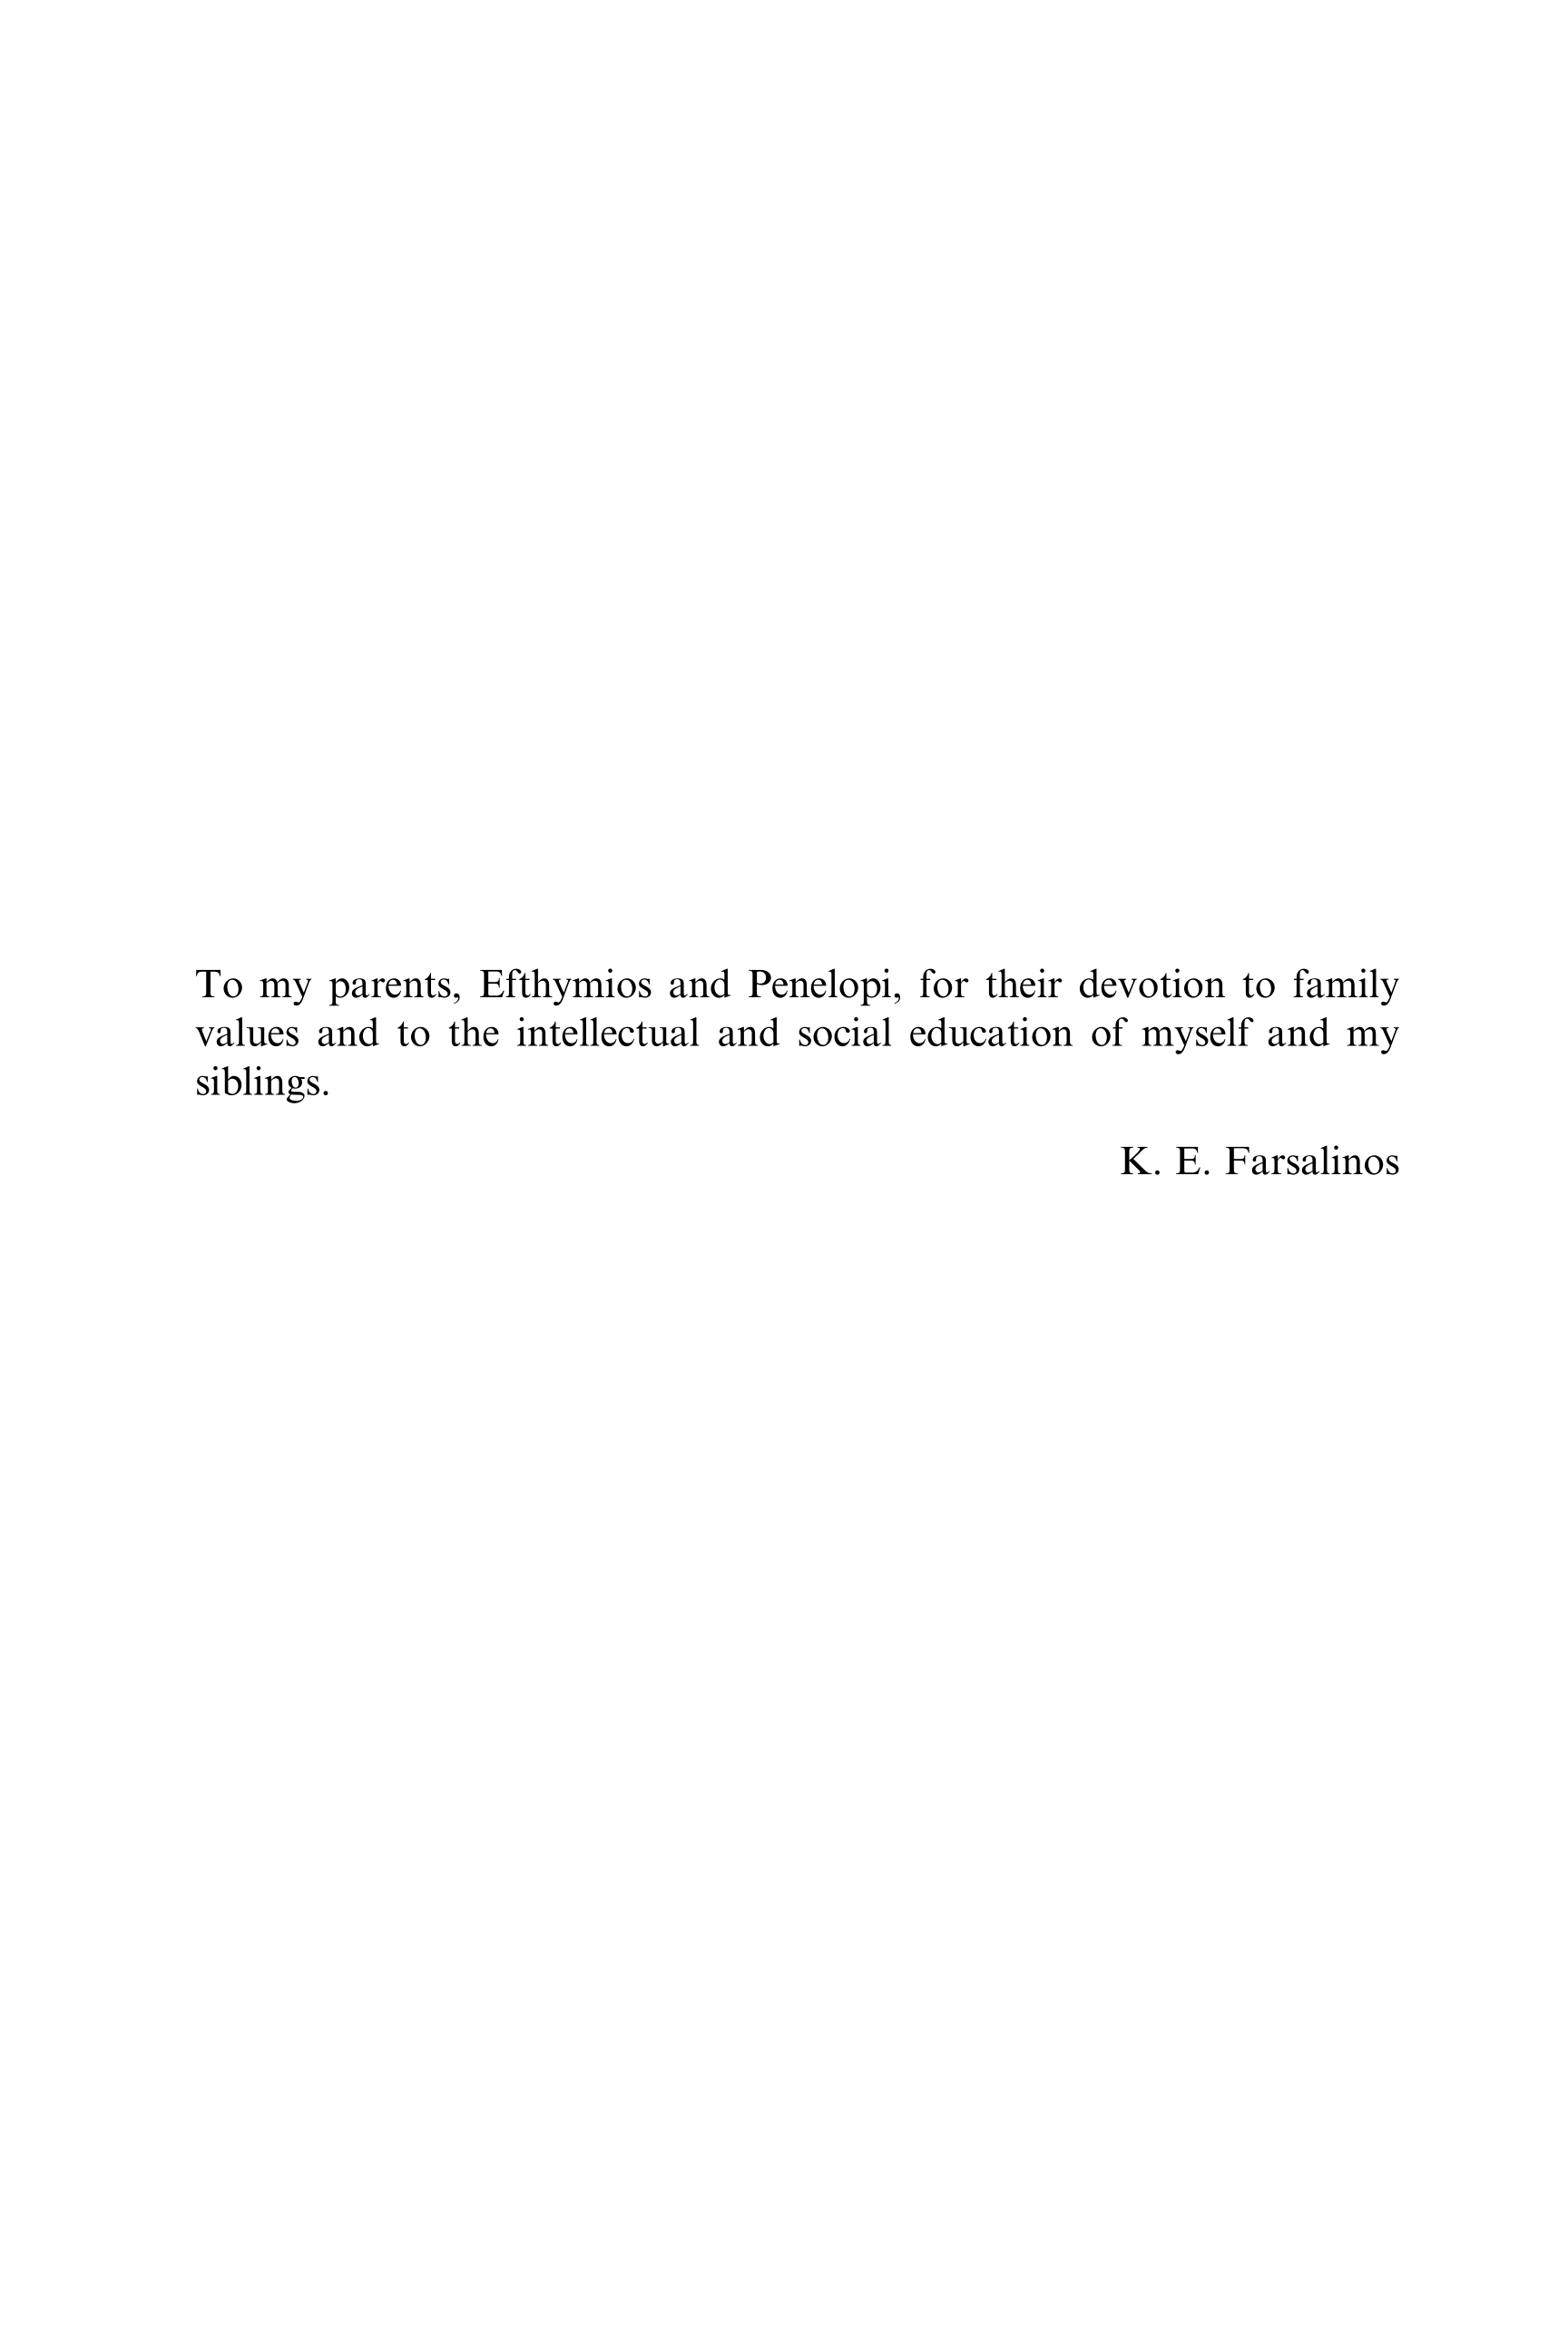 To my parents, Efthymios and Penelopi, for their devotion to family
values and to the intellectual and social education of myself and my
siblings.
K. E. Farsalinos